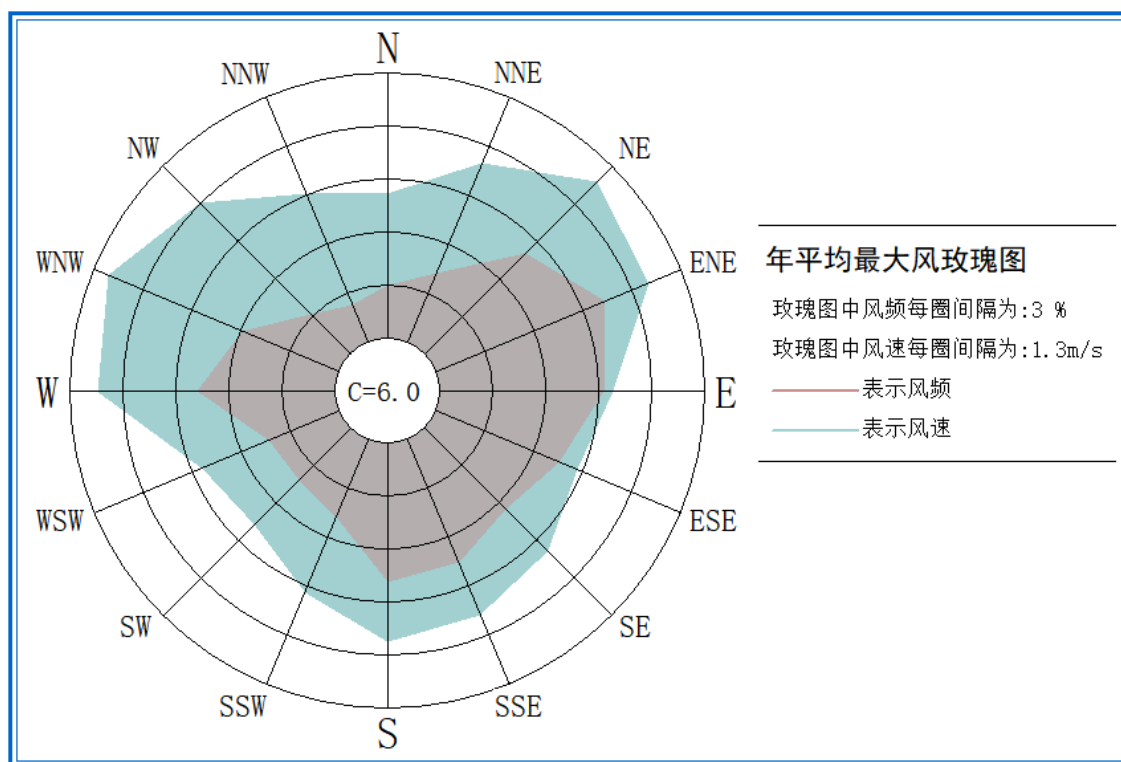 N
NNW
NNE
NW
NE
WNW
ENE
年平均最大风玫瑰图
玫瑰图中风频每圈间隔为:3 %
玫瑰图中风速每圈间隔为:1.3m/s
W
C=6.0
E
表示风频
表示风速
WSW
ESE
SW
SE
SSW
SSE
S